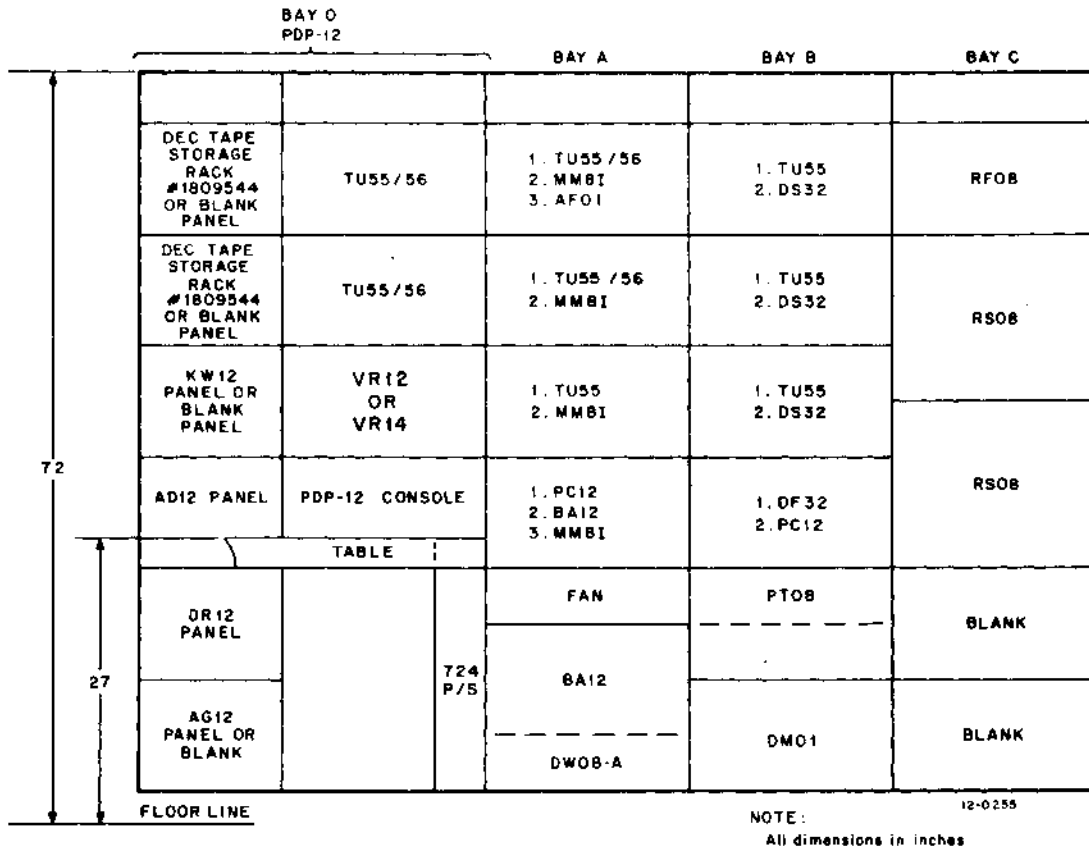 BAY 0
PDP-12
BAY A
BAY B
BAY C
DEC TAPE
STORAGE
RACK
#1809544
OR BLANK
PANEL
TU55/56
1. TU55/56
2. MM8I
3. AF01
1. TU55
2. DS32
RF08
DEC TAPE
STORAGE
RACK
#1809544
OR BLANK
PANEL
TU55/56
1. TU55/56
2. MM8I
1. TU55
2. DS32
RS08
KW12
PANEL OR
BLANK
PANEL
VR12
OR
VR14
1. TU55
2. MM8I
1. TU55
2. DS32
72
AD12 PANEL
PDP-12 CONSOLE
1. PC12
2. BA12
3. MM8I
1. DF32
2. PC12
RS08
TABLE
27
DR12
PANEL
724
P/S
FAN
PT08
BLANK
BA12
AG12
PANEL OR
BLANK
DW08-A
DM01
BLANK
FLOOR LINE
12-0255
NOTE:
All dimensions in inches